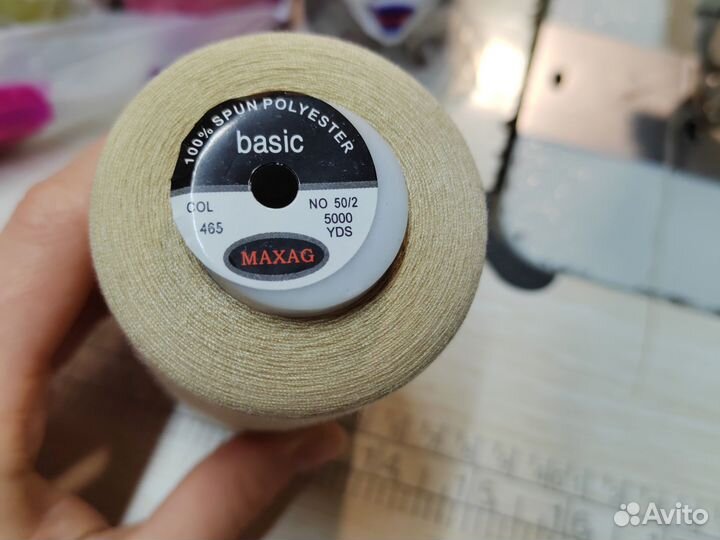 100% SPUN POLYESTER
basic
COL
465
NO 50/2
5000
YDS
MAXAG
Avito